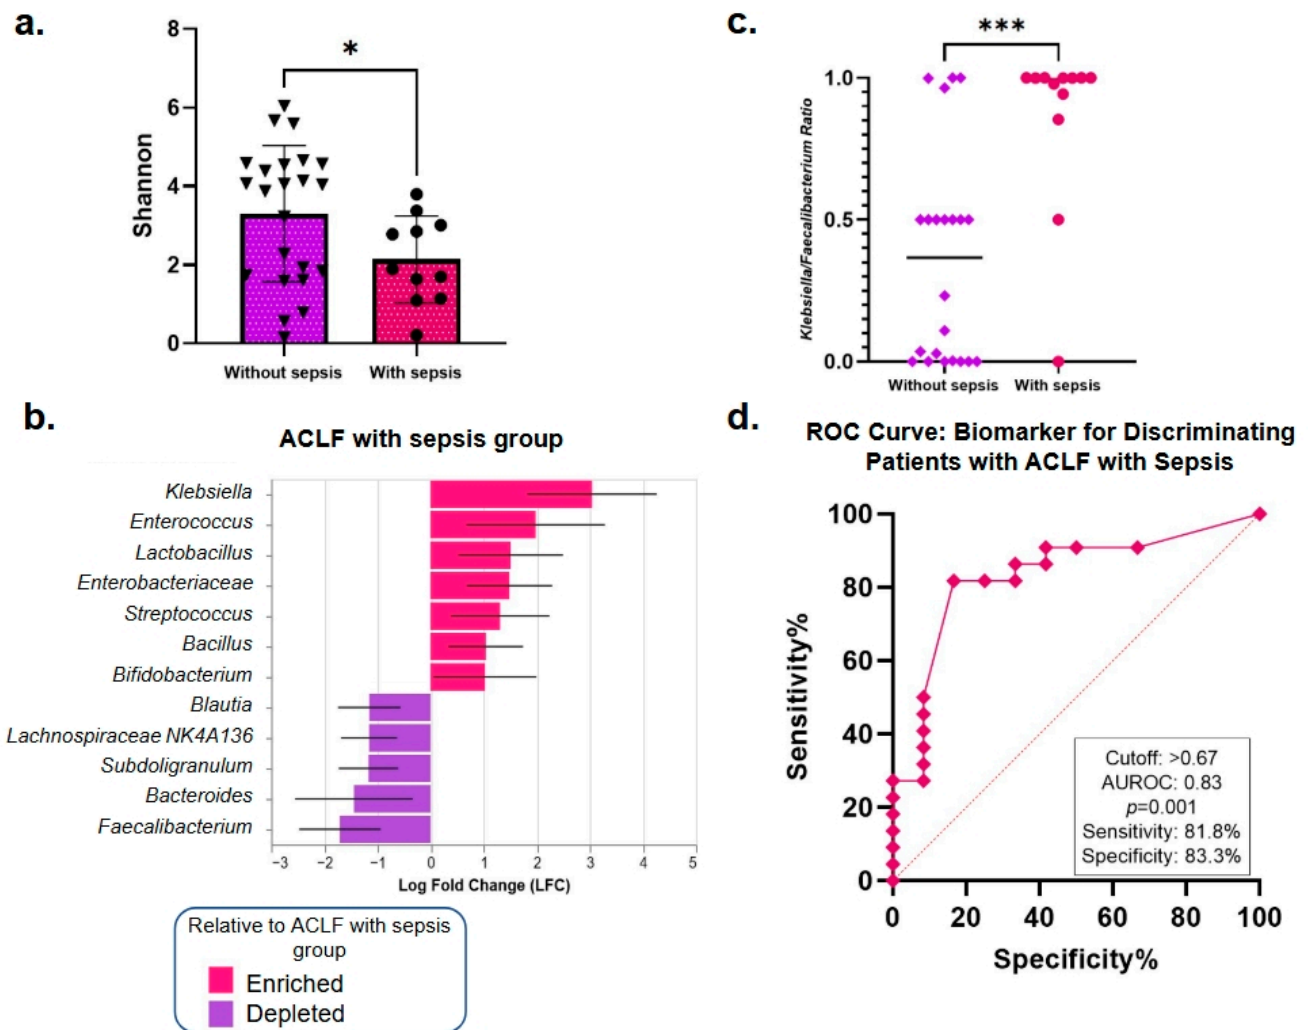 a.
8
6
4
2
0
Shannon
*
Without sepsis
With sepsis
c.
***
1.0
0.5
0.0
Klebsiella/Faecalibacterium Ratio
Without sepsis
With sepsis
b.
ACLF with sepsis group
Klebsiella
Enterococcus
Lactobacillus
Enterobacteriaceae
Streptococcus
Bacillus
Bifidobacterium
Blautia
Lachnospiraceae NK4A136
Subdoligranulum
Bacteroides
Faecalibacterium
−3 −2 −1 0 1 2 3 4 5
Log Fold Change (LFC)
Relative to ACLF with sepsis
group
Enriched
Depleted
d.
ROC Curve: Biomarker for Discriminating
Patients with ACLF with Sepsis
100
80
60
40
20
0
Sensitivity%
Cutoff: >0.67
AUROC: 0.83
p=0.001
Sensitivity: 81.8%
Specificity: 83.3%
0 20 40 60 80 100
Specificity%